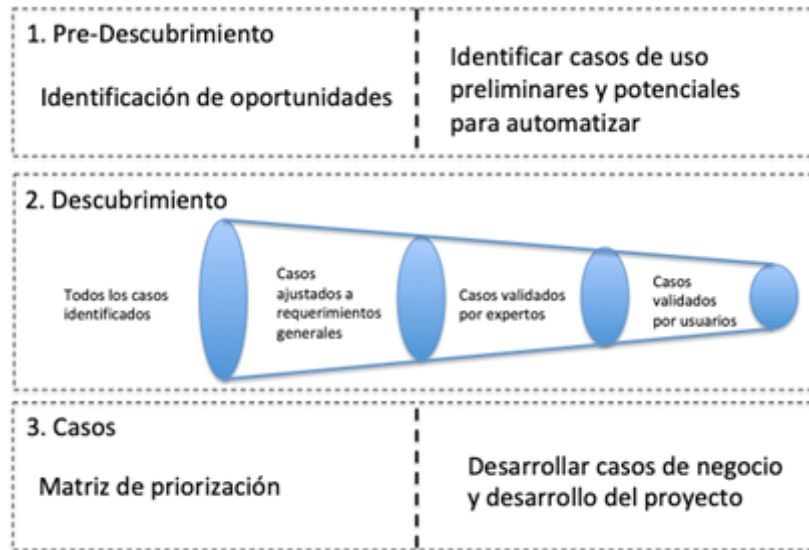 1. Pre-Descubrimiento
Identificación de oportunidades
Identificar casos de uso
preliminares y potenciales
para automatizar
2. Descubrimiento
Todos los casos
identificados
Casos
ajustados a
requerimientos
generales
Casos validados
por expertos
Casos
validados
por usuarios
3. Casos
Matriz de priorización
Desarrollar casos de negocio
y desarrollo del proyecto